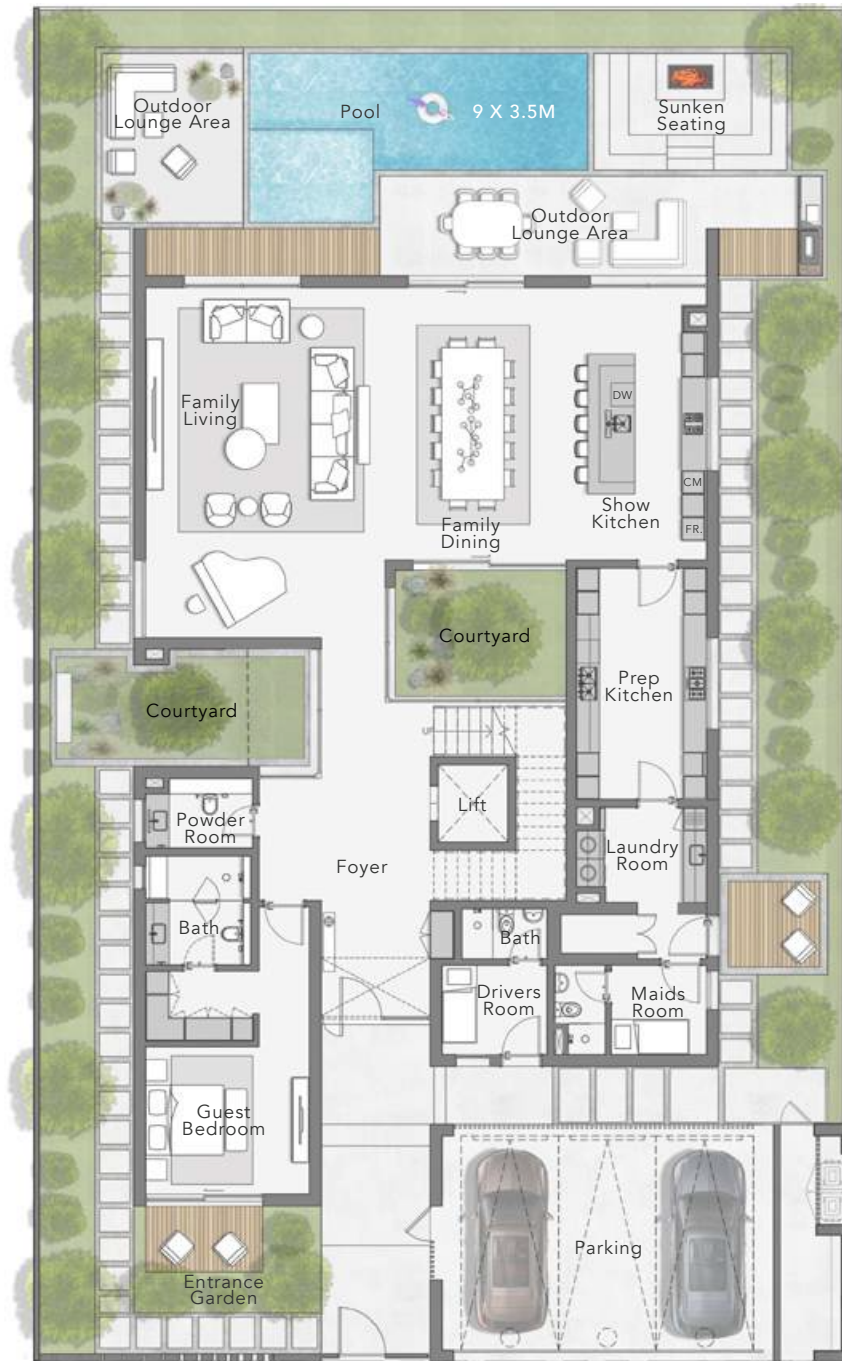 Outdoor
Lounge Area
Pool
9 X 3.5M
Sunken
Seating
Outdoor
Lounge Area
Family
Living
DW
CM
FR.
Show
Kitchen
Family
Dining
Courtyard
Courtyard
Prep
Kitchen
Lift
Powder
Room
Laundry
Room
Foyer
Bath
Bath
Drivers
Room
Maids
Room
Guest
Bedroom
Parking
Entrance
Garden